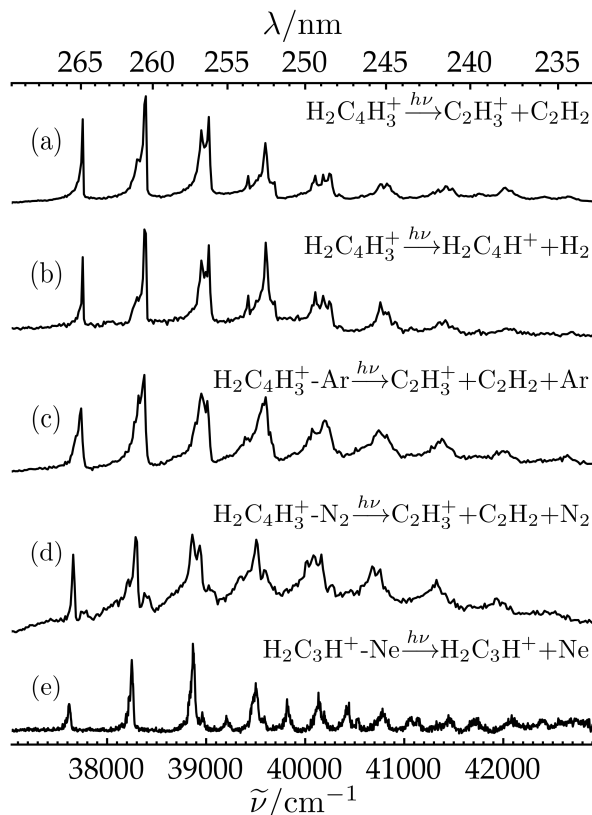 λ/nm
265 260 255 250 245 240 235
(a) H₂C₄H₃⁺ —hν→ C₂H₃⁺+C₂H₂
(b) H₂C₄H₃⁺ —hν→ H₂C₄H⁺+H₂
(c) H₂C₄H₃⁺-Ar —hν→ C₂H₃⁺+C₂H₂+Ar
(d) H₂C₄H₃⁺-N₂ —hν→ C₂H₃⁺+C₂H₂+N₂
(e) H₂C₃H⁺-Ne —hν→ H₂C₃H⁺+Ne
38000 39000 40000 41000 42000
ν̃/cm⁻¹